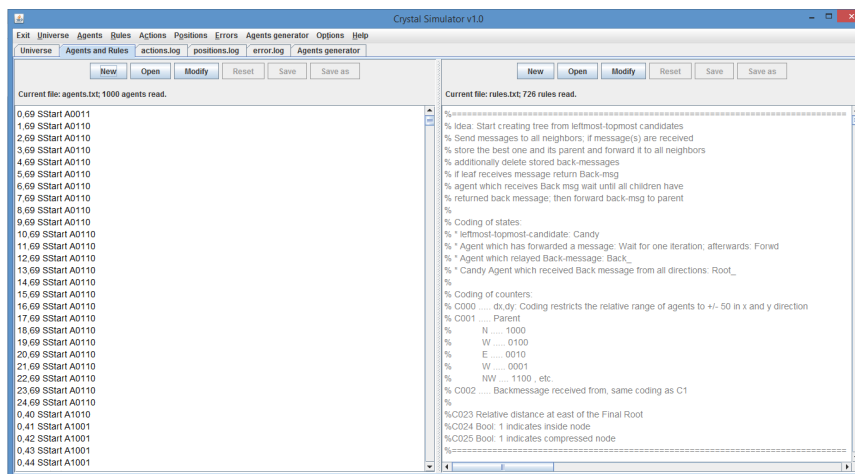 Crystal Simulator v1.0
Exit Universe Agents Rules Actions Positions Errors Agents generator Options Help
Universe Agents and Rules actions.log positions.log error.log Agents generator
New Open Modify Reset Save Save as
Current file: agents.txt; 1000 agents read.
0,69 SStart A0011
1,69 SStart A0110
2,69 SStart A0110
3,69 SStart A0110
4,69 SStart A0110
5,69 SStart A0110
6,69 SStart A0110
7,69 SStart A0110
8,69 SStart A0110
9,69 SStart A0110
10,69 SStart A0110
11,69 SStart A0110
12,69 SStart A0110
13,69 SStart A0110
14,69 SStart A0110
15,69 SStart A0110
16,69 SStart A0110
17,69 SStart A0110
18,69 SStart A0110
19,69 SStart A0110
20,69 SStart A0110
21,69 SStart A0110
22,69 SStart A0110
23,69 SStart A0110
24,69 SStart A0110
0,40 SStart A1010
0,41 SStart A1001
0,42 SStart A1001
0,43 SStart A1001
0,44 SStart A1001
New Open Modify Reset Save Save as
Current file: rules.txt; 726 rules read.
%==========================================================
% Idea: Start creating tree from leftmost-topmost candidates
% Send messages to all neighbors; if message(s) are received
% store the best one and its parent and forward it to all neighbors
% additionally delete stored back-messages
% if leaf receives message return Back-msg
% agent which receives Back msg wait until all children have
% returned back message; then forward back-msg to parent
%
% Coding of states:
% * leftmost-topmost-candidate: Candy
% * Agent which has forwarded a message: Wait for one iteration; afterwards: Forwd
% * Agent which relayed Back-message: Back_
% * Candy Agent which received Back message from all directions: Root_
%
% Coding of counters:
% C000 ..... dx,dy: Coding restricts the relative range of agents to +/- 50 in x and y direction
% C001 ..... Parent
% N ..... 1000
% W ..... 0100
% E ..... 0010
% W ..... 0001
% NW .... 1100 , etc.
% C002 ..... Backmessage received from, same coding as C1
%
%C023 Relative distance at east of the Final Root
%C024 Bool: 1 indicates inside node
%C025 Bool: 1 indicates compressed node
%==========================================================